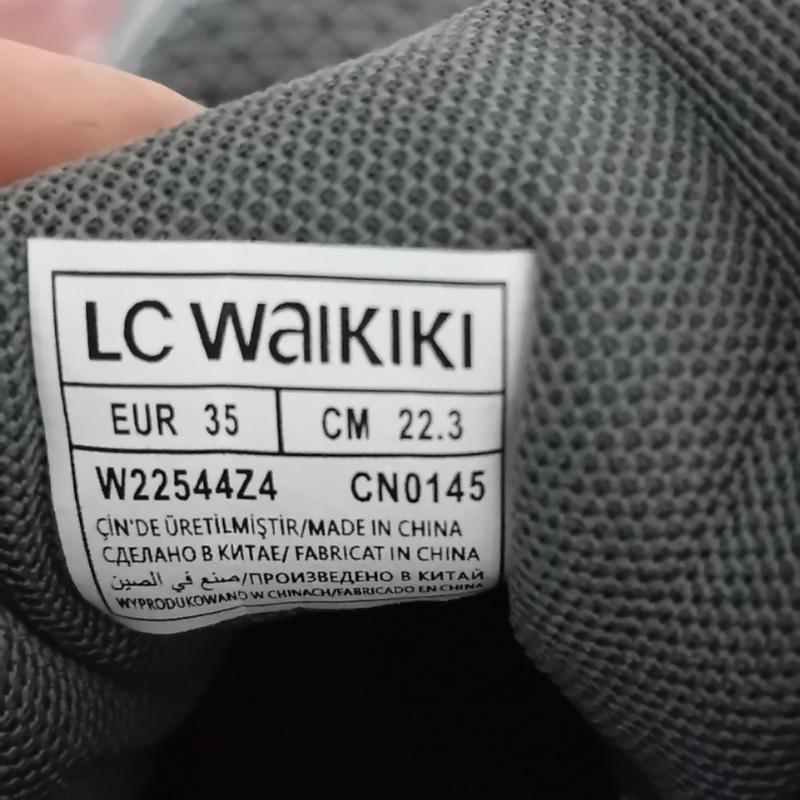 LC WAIKIKI
EUR 35 CM 22.3
W22544Z4 CN0145
ÇİN'DE ÜRETİLMİŞTİR/MADE IN CHINA
СДЕЛАНО В КИТАЕ/ FABRICAT IN CHINA
صنع في الصين/ПРОИЗВЕДЕНО В КИТАЙ
WYPRODUKOWANO W CHINACH/FABRICADO EN CHINA